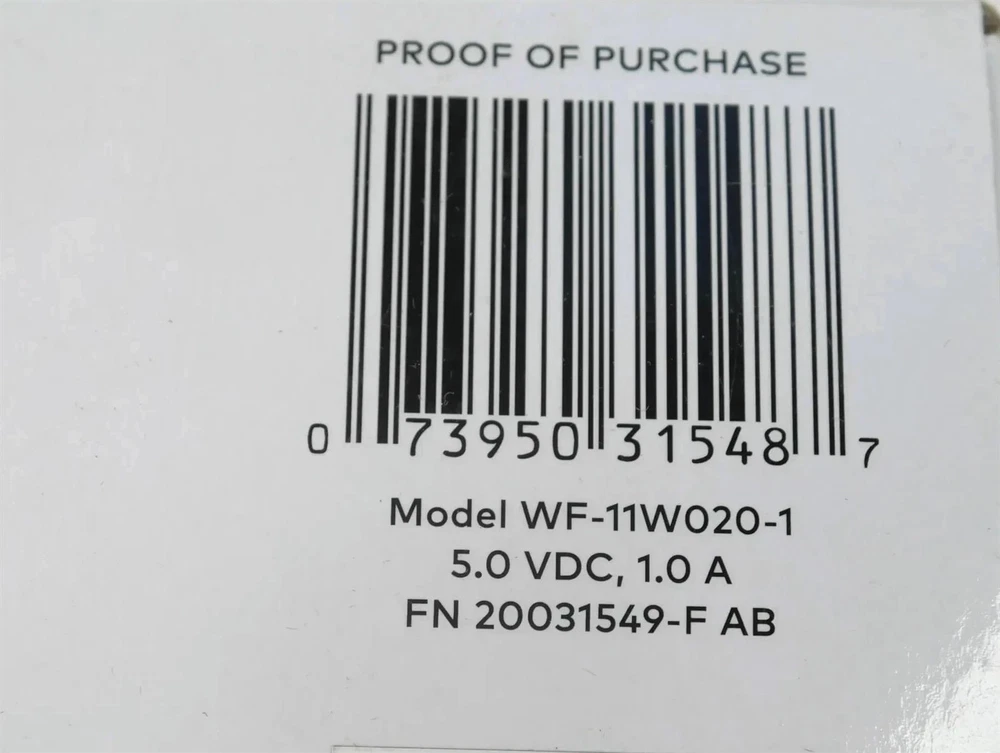 PROOF OF PURCHASE
0 73950 31548 7
Model WF-11W020-1
5.0 VDC, 1.0 A
FN 20031549-F AB